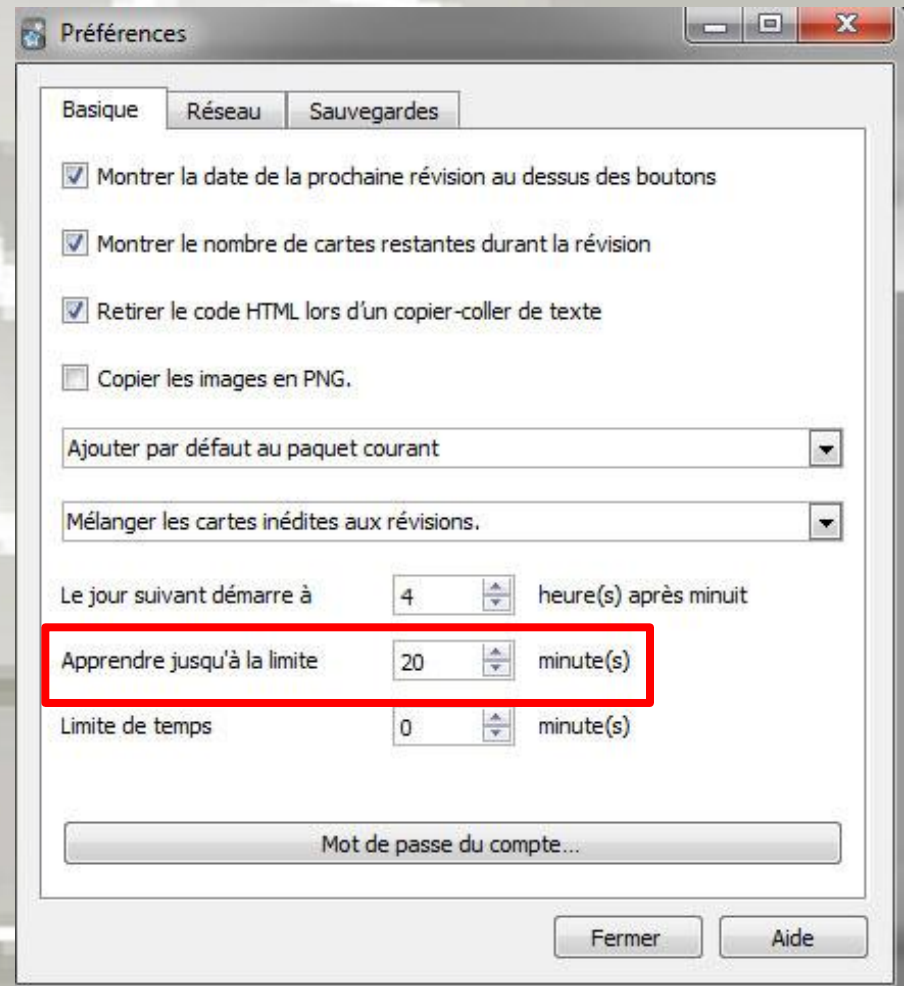 Préférences
Basique Réseau Sauvegardes
Montrer la date de la prochaine révision au dessus des boutons
Montrer le nombre de cartes restantes durant la révision
Retirer le code HTML lors d'un copier-coller de texte
Copier les images en PNG.
Ajouter par défaut au paquet courant
Mélanger les cartes inédites aux révisions.
Le jour suivant démarre à 4 heure(s) après minuit
Apprendre jusqu'à la limite 20 minute(s)
Limite de temps 0 minute(s)
Mot de passe du compte...
Fermer Aide